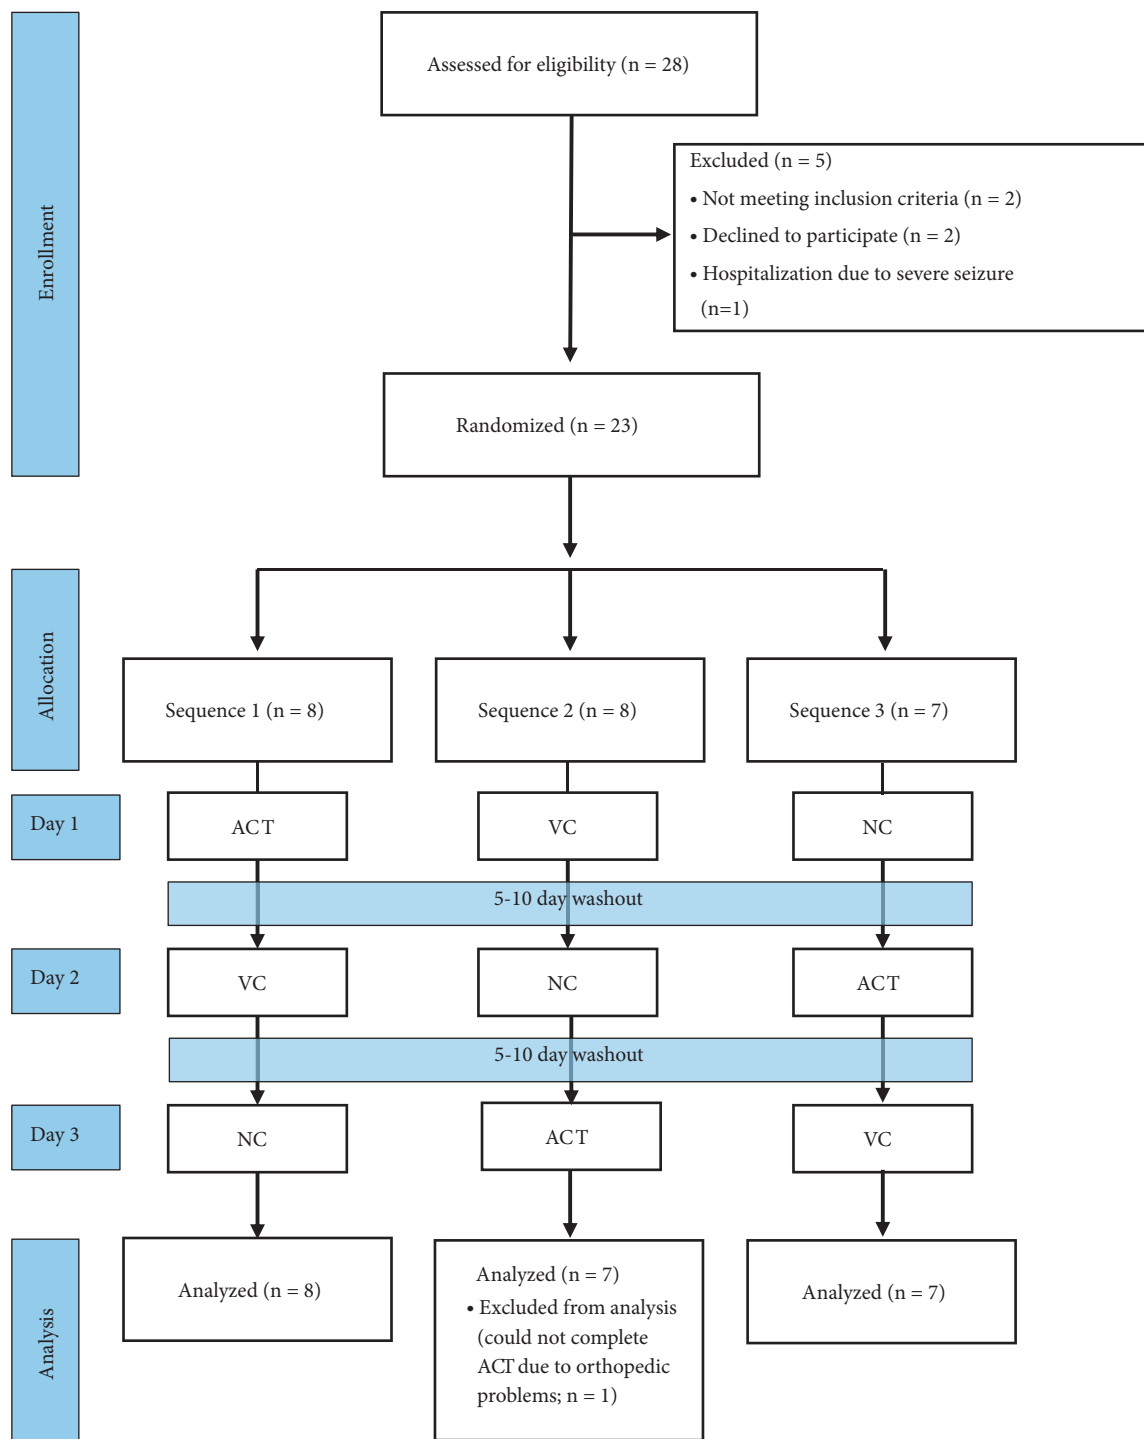 Enrollment
Assessed for eligibility (n = 28)
Excluded (n = 5)
• Not meeting inclusion criteria (n = 2)
• Declined to participate (n = 2)
• Hospitalization due to severe seizure
(n=1)
Randomized (n = 23)
Allocation
Sequence 1 (n = 8)
Sequence 2 (n = 8)
Sequence 3 (n = 7)
Day 1
ACT
VC
NC
5-10 day washout
Day 2
VC
NC
ACT
5-10 day washout
Day 3
NC
ACT
VC
Analysis
Analyzed (n = 8)
Analyzed (n = 7)
• Excluded from analysis
(could not complete
ACT due to orthopedic
problems; n = 1)
Analyzed (n = 7)